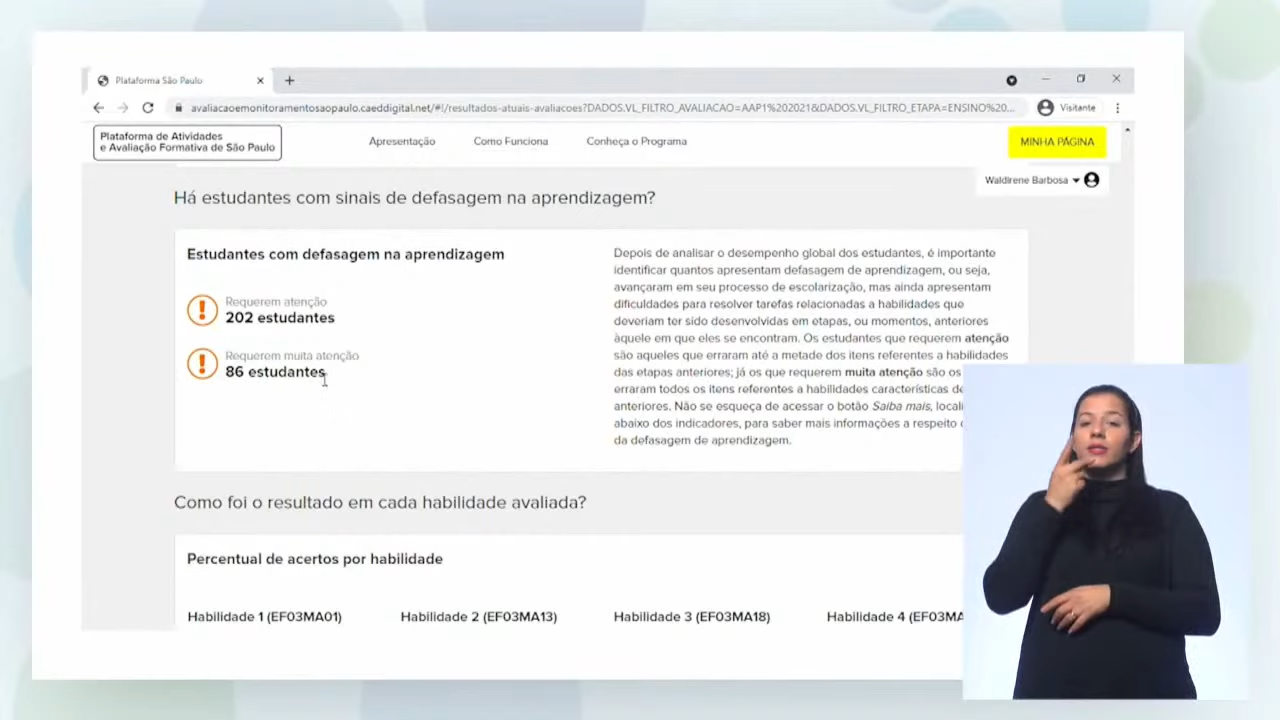 Plataforma São Paulo
avaliacaoemonitoramentosaopaulo.caeddigital.net/#!/resultados-atuais-avaliacoes?DADOS.VL_FILTRO_AVALIACAO=AAP1%202021&DADOS.VL_FILTRO_ETAPA=ENSINO%20...
Visitante
Plataforma de Atividades
e Avaliação Formativa de São Paulo
Apresentação
Como Funciona
Conheça o Programa
MINHA PÁGINA
Waldirene Barbosa
Há estudantes com sinais de defasagem na aprendizagem?
Estudantes com defasagem na aprendizagem
Requerem atenção
202 estudantes
Requerem muita atenção
86 estudantes
Depois de analisar o desempenho global dos estudantes, é importante
identificar quantos apresentam defasagem de aprendizagem, ou seja,
avançaram em seu processo de escolarização, mas ainda apresentam
dificuldades para resolver tarefas relacionadas a habilidades que
deveriam ter sido desenvolvidas em etapas, ou momentos, anteriores
àquele em que eles se encontram. Os estudantes que requerem atenção
são aqueles que erraram até a metade dos itens referentes a habilidades
das etapas anteriores; já os que requerem muita atenção são os
erraram todos os itens referentes a habilidades características de
anteriores. Não se esqueça de acessar o botão Saiba mais, locali
abaixo dos indicadores, para saber mais informações a respeito
da defasagem de aprendizagem.
Como foi o resultado em cada habilidade avaliada?
Percentual de acertos por habilidade
Habilidade 1 (EF03MA01)
Habilidade 2 (EF03MA13)
Habilidade 3 (EF03MA18)
Habilidade 4 (EF03MA